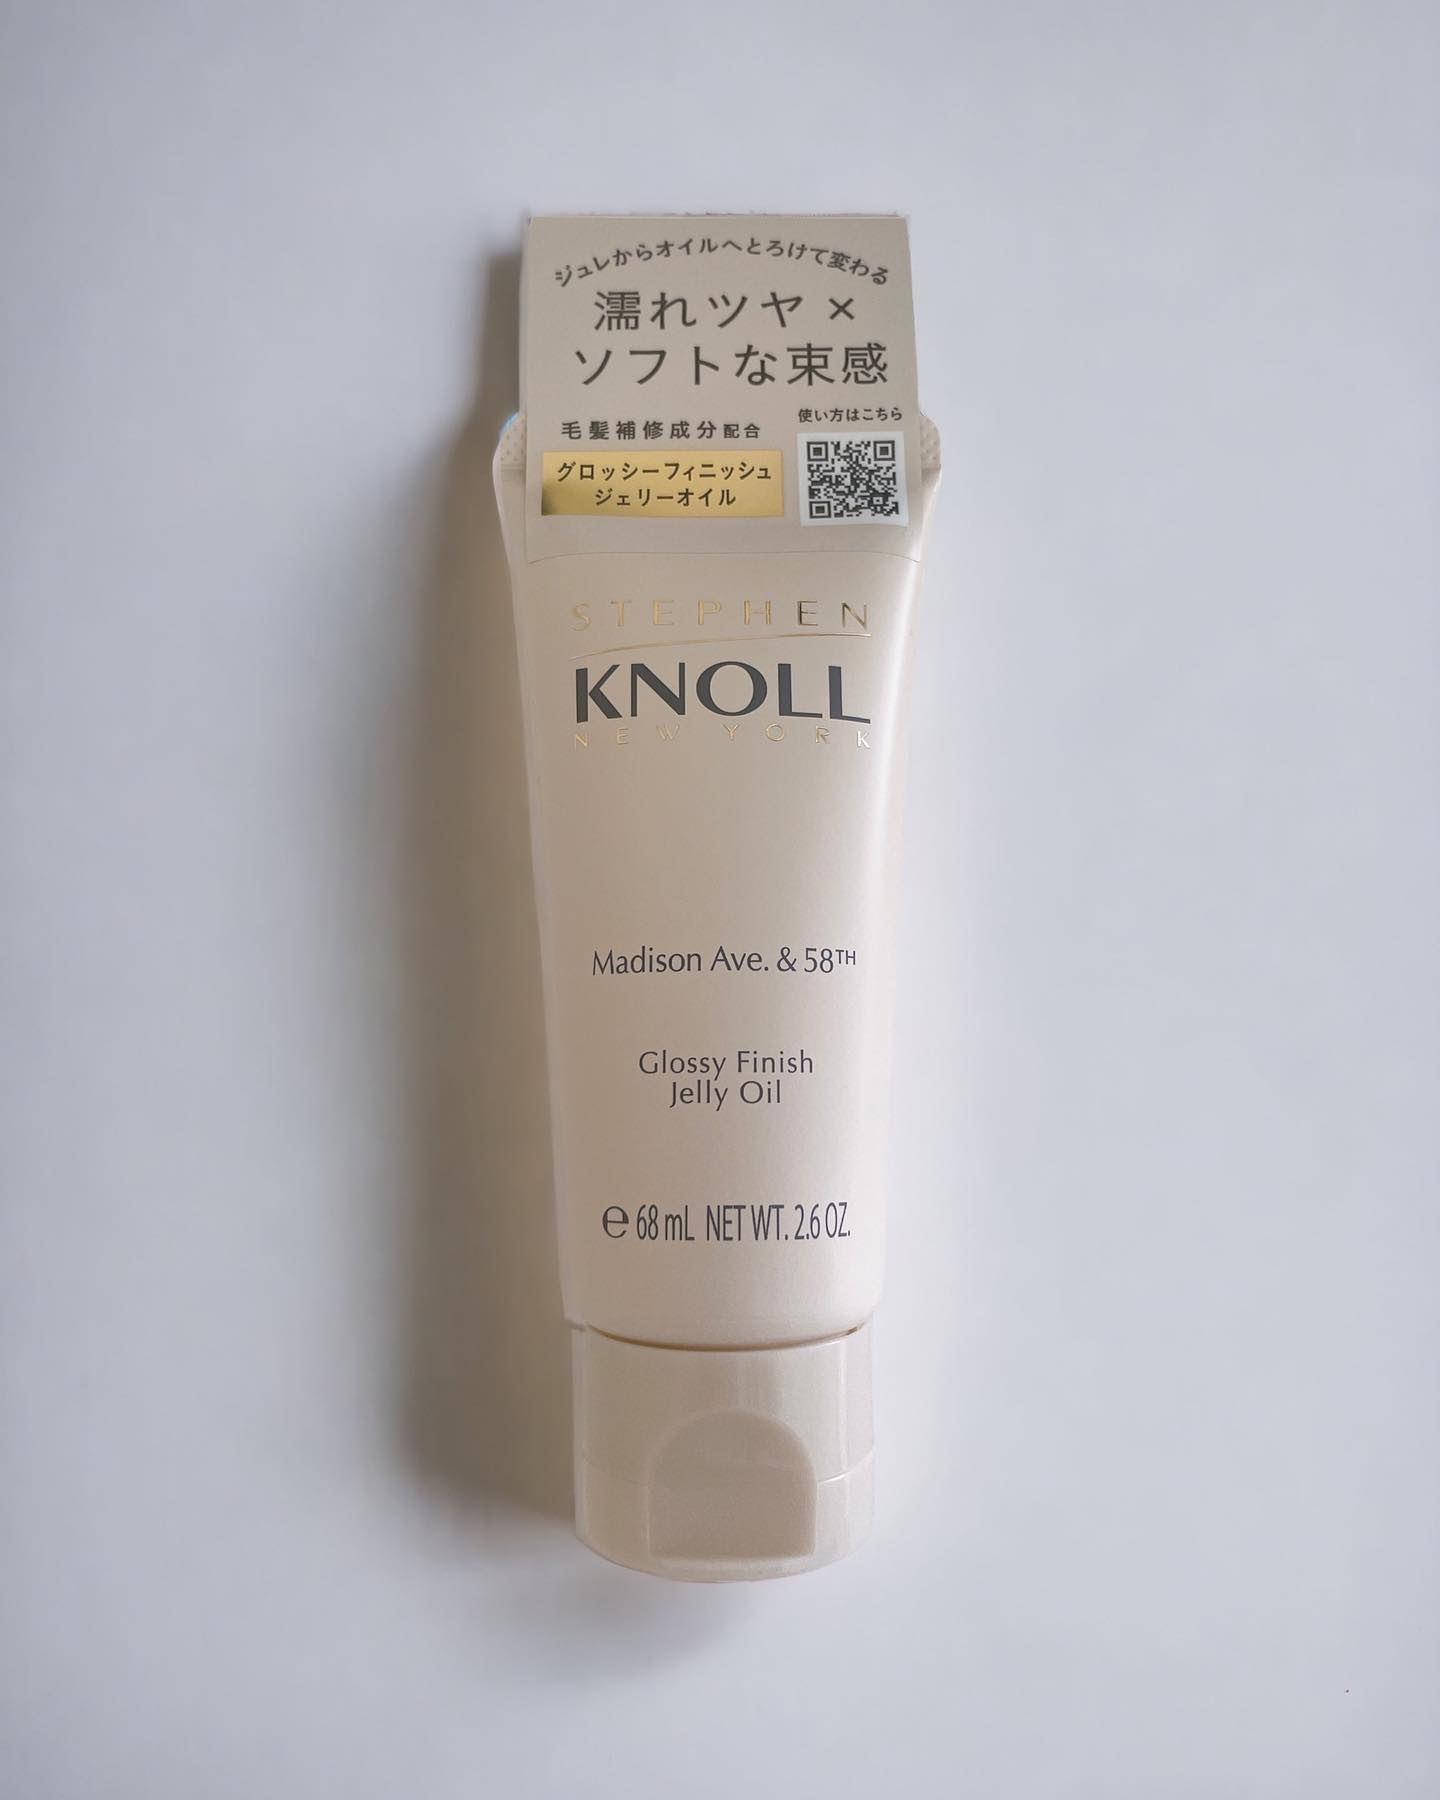 ジュレからオイルへとろけて変わる
濡れツヤ×
ソフトな束感
使い方はこちら
毛髪補修成分配合
グロッシーフィニッシュ
ジェリーオイル
STEPHEN
KNOLL
NEW YORK
Madison Ave. & 58TH
Glossy Finish
Jelly Oil
℮ 68 mL NET WT. 2.6 OZ.